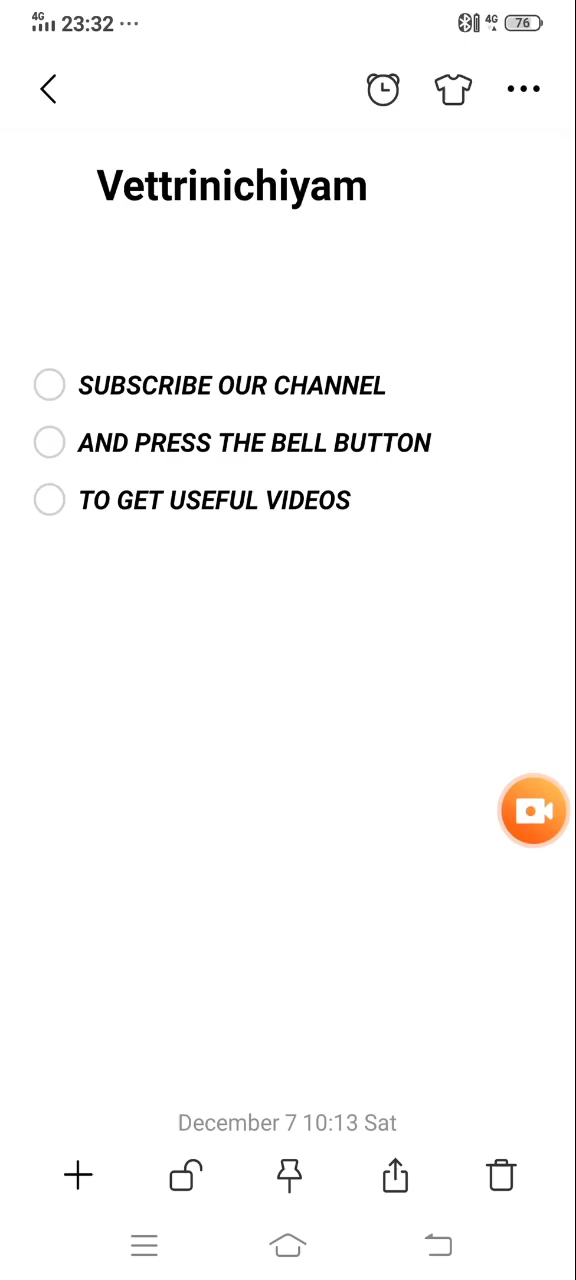 4G 23:32 ··· 4G 76
Vettrinichiyam
SUBSCRIBE OUR CHANNEL
AND PRESS THE BELL BUTTON
TO GET USEFUL VIDEOS
December 7 10:13 Sat